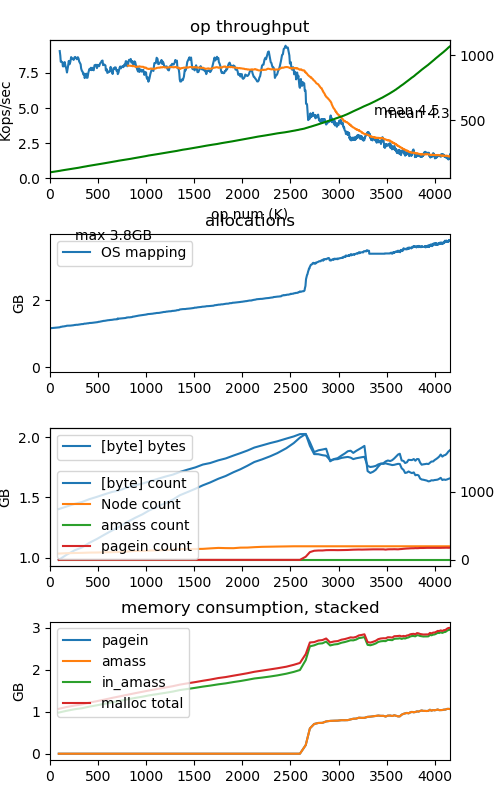 op throughput
Kops/sec
7.5
5.0
2.5
0.0
1000
500
mean 4.5
mean 4.3
0 500 1000 1500 2000 2500 3000 3500 4000
op num (K)
allocations
max 3.8GB
OS mapping
GB
2
0
0 500 1000 1500 2000 2500 3000 3500 4000
[byte] bytes
[byte] count
Node count
amass count
pagein count
GB
2.0
1.5
1.0
1000
0
0 500 1000 1500 2000 2500 3000 3500 4000
memory consumption, stacked
pagein
amass
in_amass
malloc total
GB
3
2
1
0
0 500 1000 1500 2000 2500 3000 3500 4000